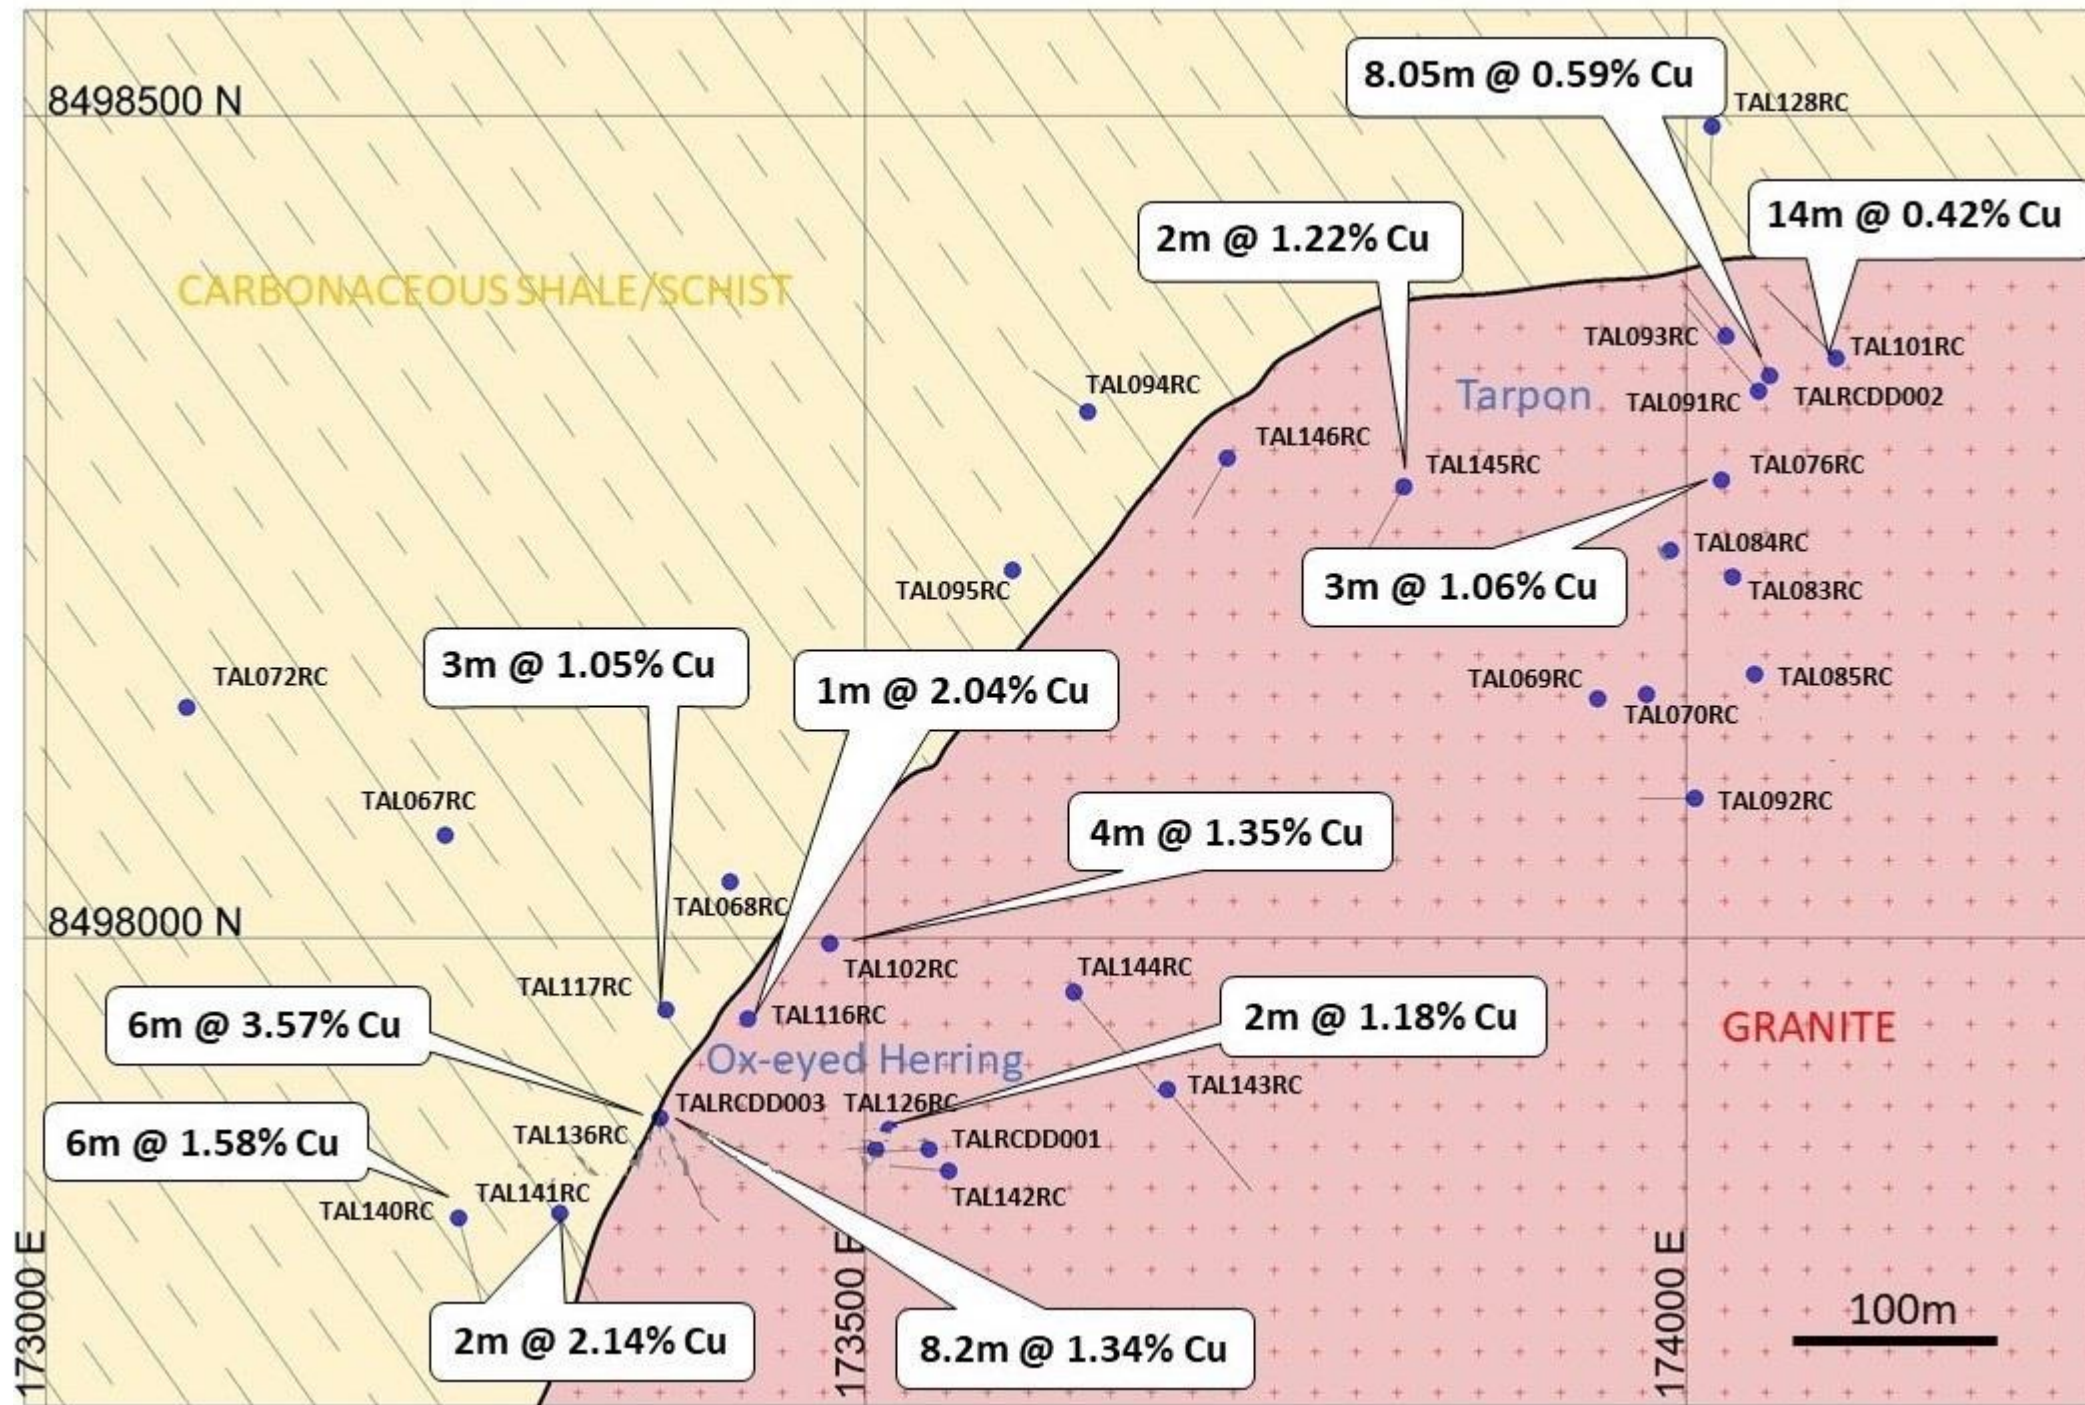 8498500 N
8.05m @ 0.59% Cu
TAL128RC
14m @ 0.42% Cu
2m @ 1.22% Cu
CARBONACEOUS SHALE/SCHIST
TAL093RC
TAL101RC
TAL094RC
Tarpon
TAL091RC
TALRCDD002
TAL146RC
TAL145RC
TAL076RC
TAL084RC
TAL095RC
3m @ 1.06% Cu
TAL083RC
3m @ 1.05% Cu
TAL072RC
1m @ 2.04% Cu
TAL069RC
TAL085RC
TAL070RC
TAL067RC
TAL092RC
4m @ 1.35% Cu
TAL068RC
8498000 N
TAL102RC
TAL144RC
TAL117RC
TAL116RC
6m @ 3.57% Cu
2m @ 1.18% Cu
GRANITE
Ox-eyed Herring
TAL143RC
TALRCDD003
TAL126RC
TAL136RC
TALRCDD001
6m @ 1.58% Cu
TAL141RC
TAL142RC
TAL140RC
173000 E
173500 E
174000 E
100m
2m @ 2.14% Cu
8.2m @ 1.34% Cu